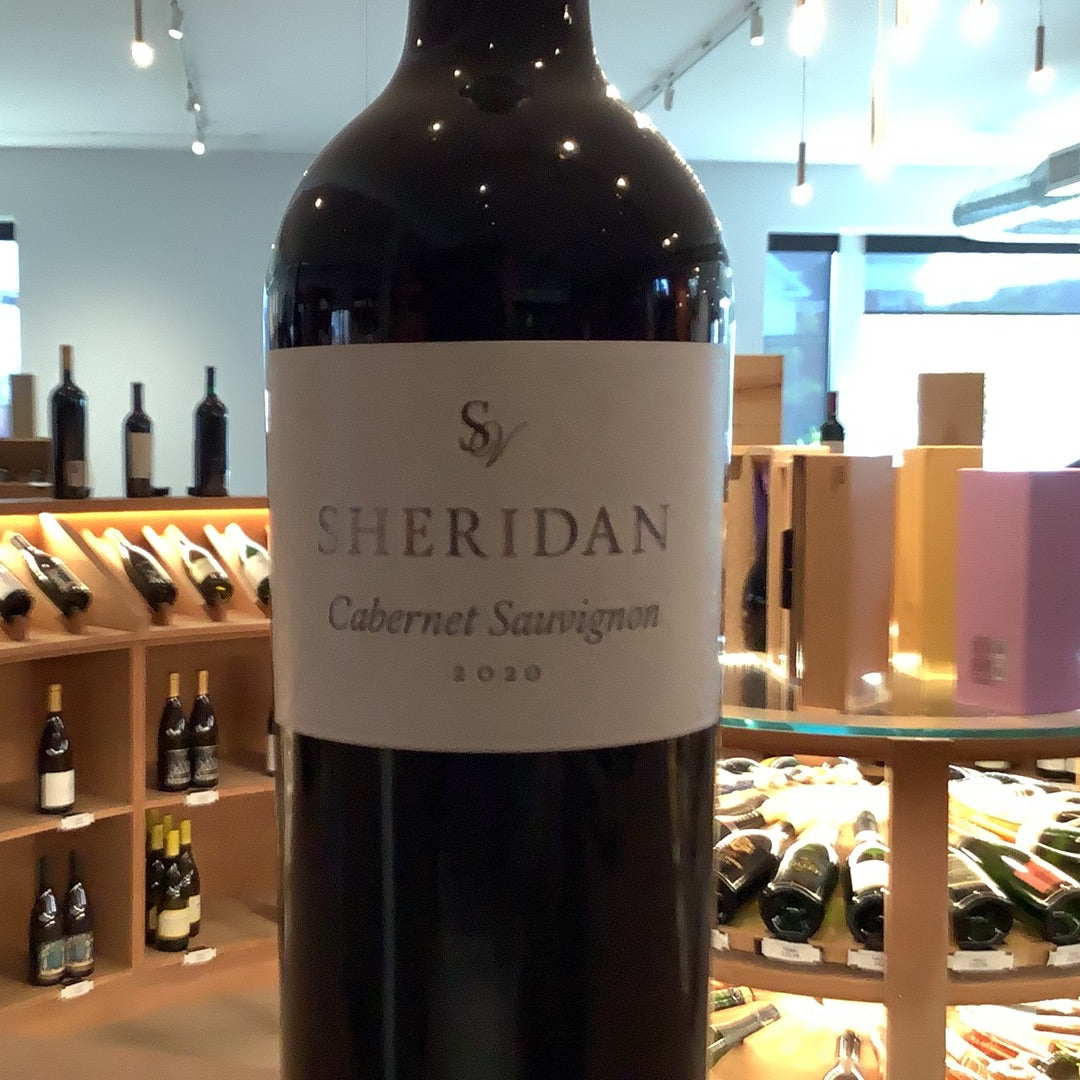 SV
SHERIDAN
Cabernet Sauvignon
2020